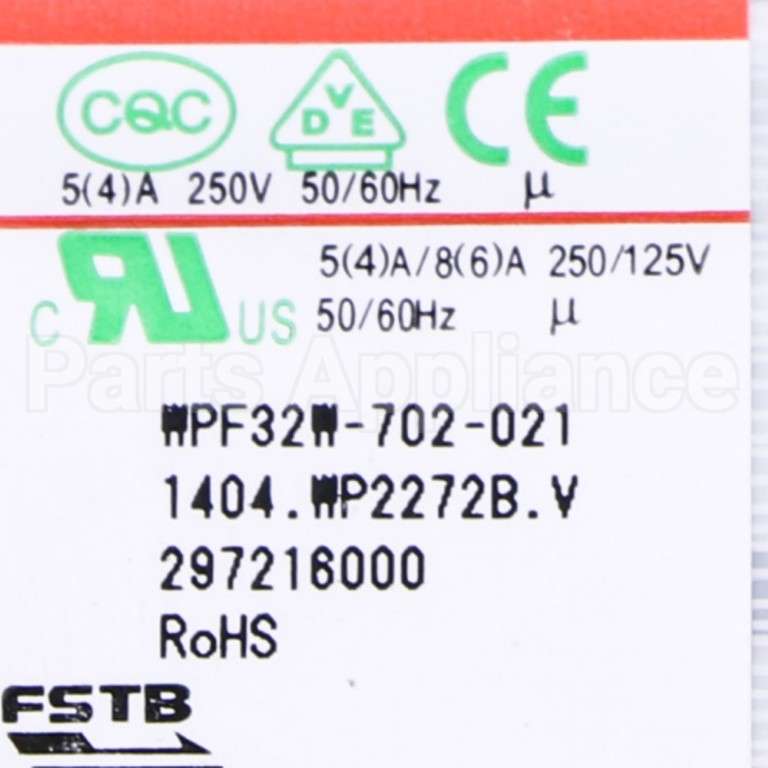 CQC
VDE
CE
5(4)A 250V 50/60Hz µ
5(4)A/8(6)A 250/125V
C US 50/60Hz µ
Parts Appliance
WPF32W-702-021
1404.WP2272B.V
297216000
RoHS
FSTB